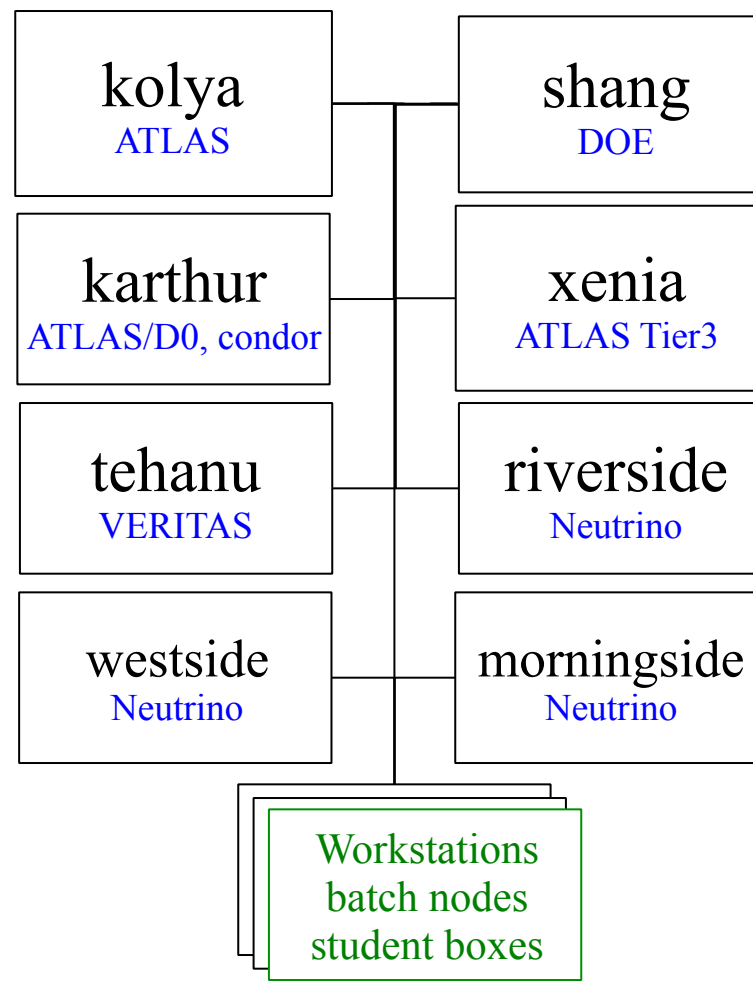 kolya
ATLAS
shang
DOE
karthur
ATLAS/D0, condor
xenia
ATLAS Tier3
tehanu
VERITAS
riverside
Neutrino
westside
Neutrino
morningside
Neutrino
Workstations
batch nodes
student boxes